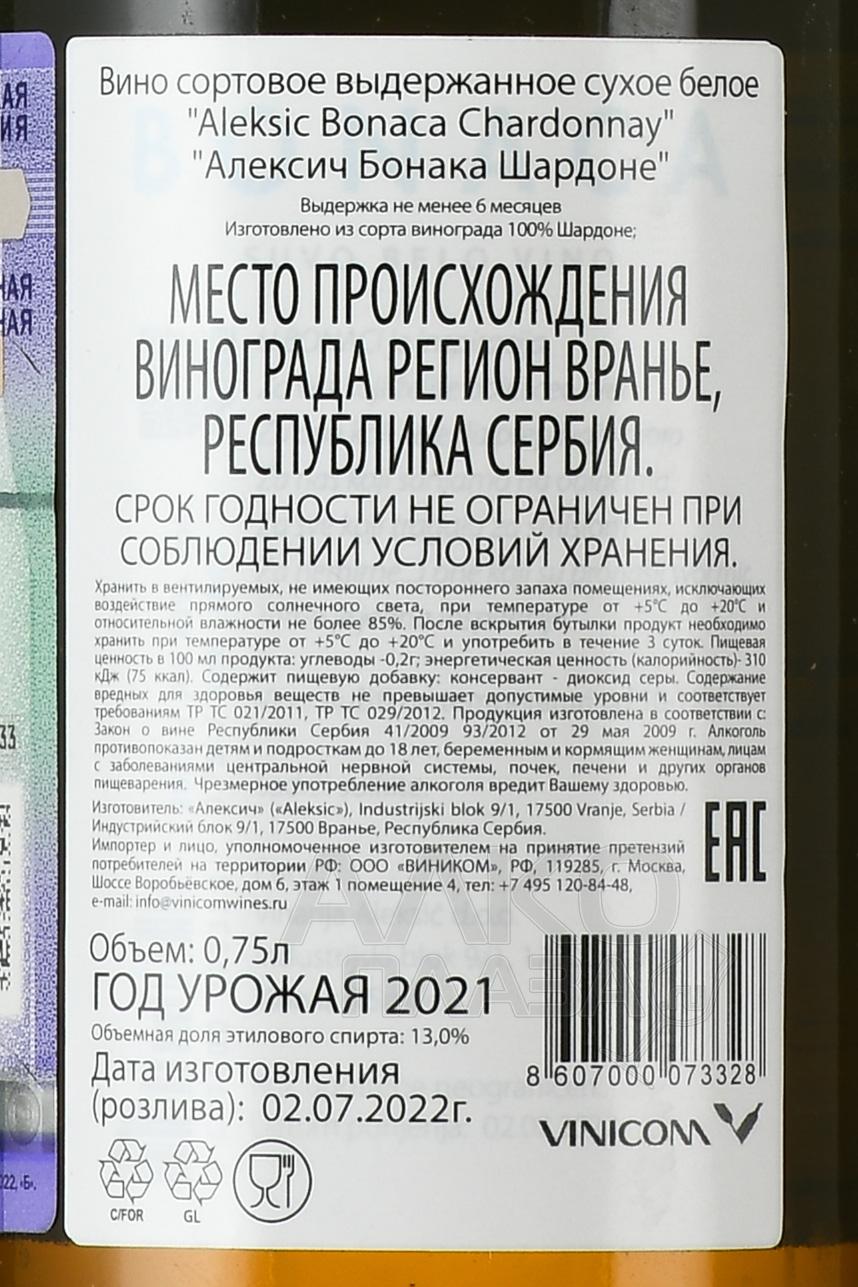 Вино сортовое выдержанное сухое белое
"Aleksic Bonaca Chardonnay"
"Алексич Бонака Шардоне"
Выдержка не менее 6 месяцев
Изготовлено из сорта винограда 100% Шардоне;
МЕСТО ПРОИСХОЖДЕНИЯ
ВИНОГРАДА РЕГИОН ВРАНЬЕ,
РЕСПУБЛИКА СЕРБИЯ.
СРОК ГОДНОСТИ НЕ ОГРАНИЧЕН ПРИ
СОБЛЮДЕНИИ УСЛОВИЙ ХРАНЕНИЯ.
Хранить в вентилируемых, не имеющих постороннего запаха помещениях, исключающих
воздействие прямого солнечного света, при температуре от +5°C до +20°C и
относительной влажности не более 85%. После вскрытия бутылки продукт необходимо
хранить при температуре от +5°C до +20°C и употребить в течение 3 суток. Пищевая
ценность в 100 мл продукта: углеводы -0,2г; энергетическая ценность (калорийность)- 310
кДж (75 ккал). Содержит пищевую добавку: консервант - диоксид серы. Содержание
вредных для здоровья веществ не превышает допустимые уровни и соответствует
требованиям ТР ТС 021/2011, ТР ТС 029/2012. Продукция изготовлена в соответствии с:
Закон о вине Республики Сербия 41/2009 93/2012 от 29 мая 2009 г. Алкоголь
противопоказан детям и подросткам до 18 лет, беременным и кормящим женщинам, лицам
с заболеваниями центральной нервной системы, почек, печени и других органов
пищеварения. Чрезмерное употребление алкоголя вредит Вашему здоровью.
Изготовитель: «Алексич» («Aleksic»), Industrijski blok 9/1, 17500 Vranje, Serbia /
Индустрийский блок 9/1, 17500 Вранье, Республика Сербия.
Импортер и лицо, уполномоченное изготовителем на принятие претензий
потребителей на территории РФ: ООО «ВИНИКОМ», РФ, 119285, г. Москва,
Шоссе Воробьёвское, дом 6, этаж 1 помещение 4, тел: +7 495 120-84-48,
e-mail: info@vinicomwines.ru
EAC
Объем: 0,75л
ГОД УРОЖАЯ 2021
Объемная доля этилового спирта: 13,0%
Дата изготовления
(розлива): 02.07.2022г.
8 607000 073328
VINICOM
C/FOR
GL
АЛКО
ПЛАЗА